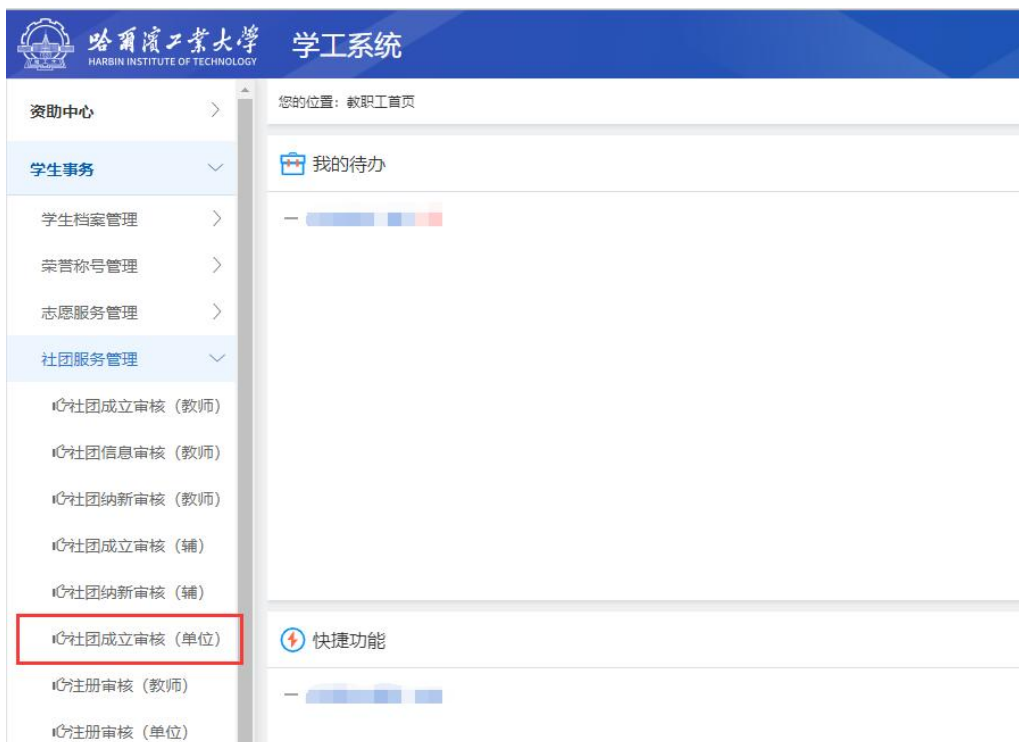 哈爾濱工業大學
HARBIN INSTITUTE OF TECHNOLOGY
学工系统
资助中心
您的位置：教职工首页
学生事务
我的待办
学生档案管理
荣誉称号管理
志愿服务管理
社团服务管理
社团成立审核（教师）
社团信息审核（教师）
社团纳新审核（教师）
社团成立审核（辅）
社团纳新审核（辅）
社团成立审核（单位）
快捷功能
注册审核（教师）
注册审核（单位）